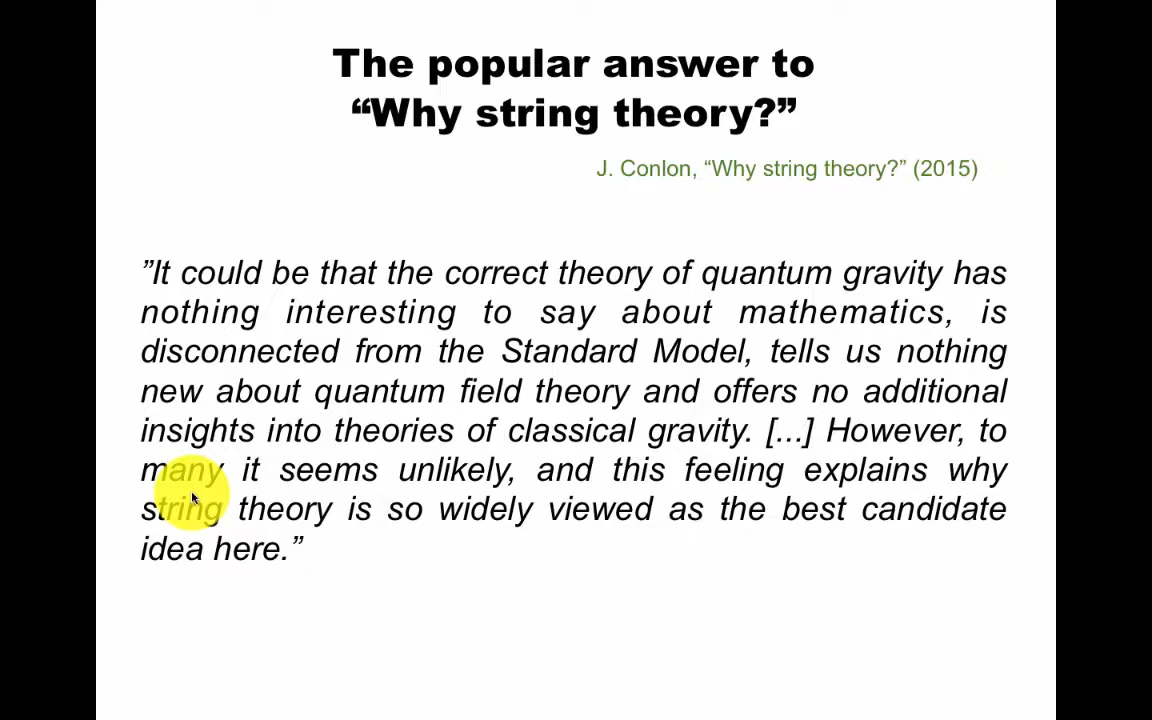 The popular answer to
“Why string theory?”
J. Conlon, “Why string theory?” (2015)
”It could be that the correct theory of quantum gravity has
nothing interesting to say about mathematics, is
disconnected from the Standard Model, tells us nothing
new about quantum field theory and offers no additional
insights into theories of classical gravity. [...] However, to
many it seems unlikely, and this feeling explains why
string theory is so widely viewed as the best candidate
idea here.”